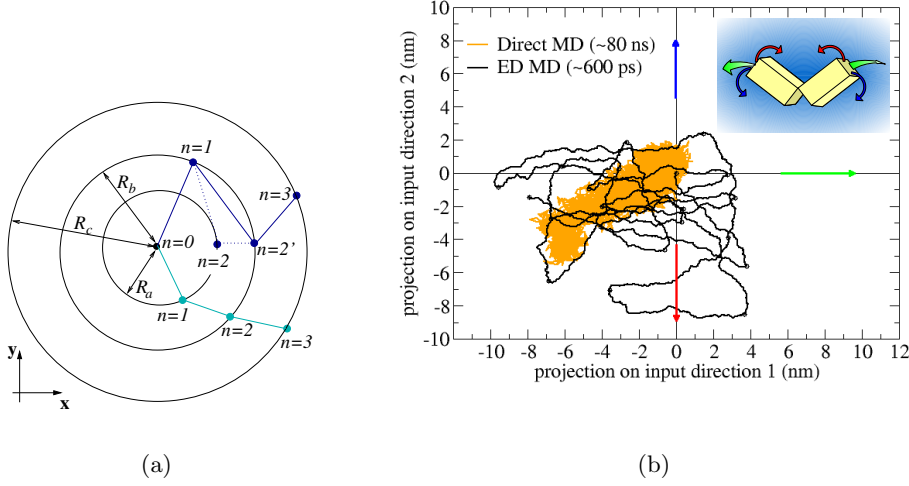 n=1
n=3
R_b
R_c
n=0
n=2
n=2'
R_a
n=1
n=2
n=3
y
x
(a)
10
8
6
4
2
0
-2
-4
-6
-8
-10
projection on input direction 2 (nm)
Direct MD (~80 ns)
ED MD (~600 ps)
-10 -8 -6 -4 -2 0 2 4 6 8 10 12
projection on input direction 1 (nm)
(b)